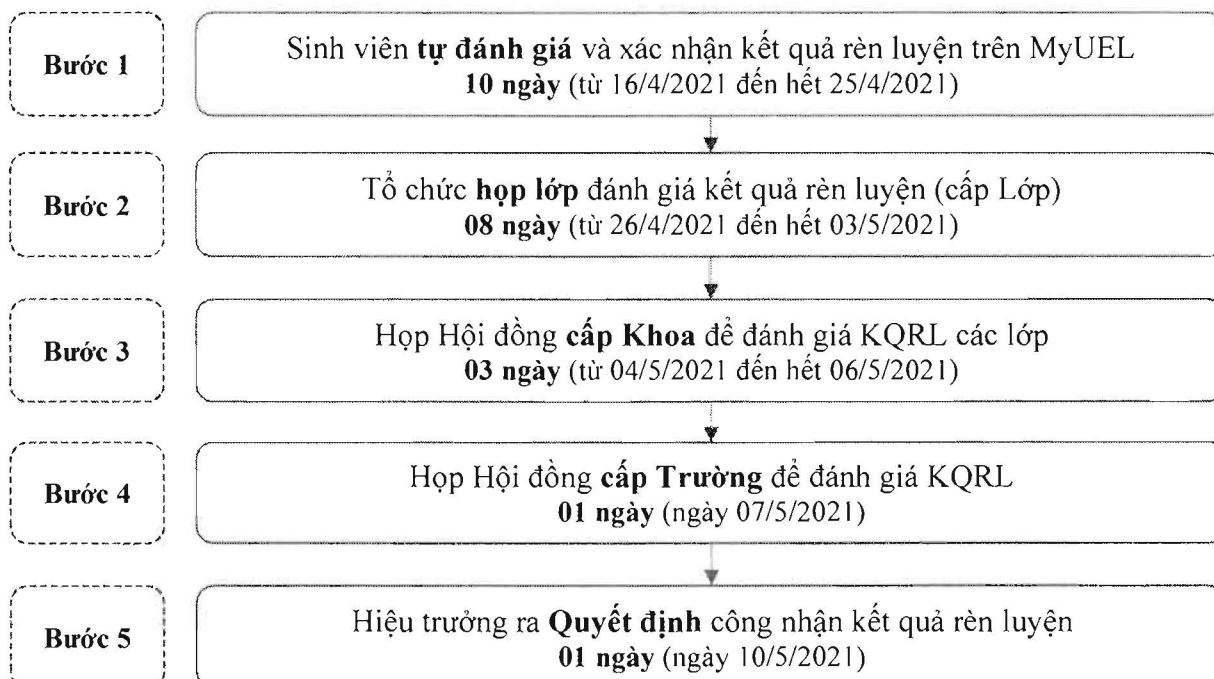 Bước 1
Sinh viên tự đánh giá và xác nhận kết quả rèn luyện trên MyUEL
10 ngày (từ 16/4/2021 đến hết 25/4/2021)
Bước 2
Tổ chức họp lớp đánh giá kết quả rèn luyện (cấp Lớp)
08 ngày (từ 26/4/2021 đến hết 03/5/2021)
Bước 3
Họp Hội đồng cấp Khoa để đánh giá KQRL các lớp
03 ngày (từ 04/5/2021 đến hết 06/5/2021)
Bước 4
Họp Hội đồng cấp Trường để đánh giá KQRL
01 ngày (ngày 07/5/2021)
Bước 5
Hiệu trưởng ra Quyết định công nhận kết quả rèn luyện
01 ngày (ngày 10/5/2021)